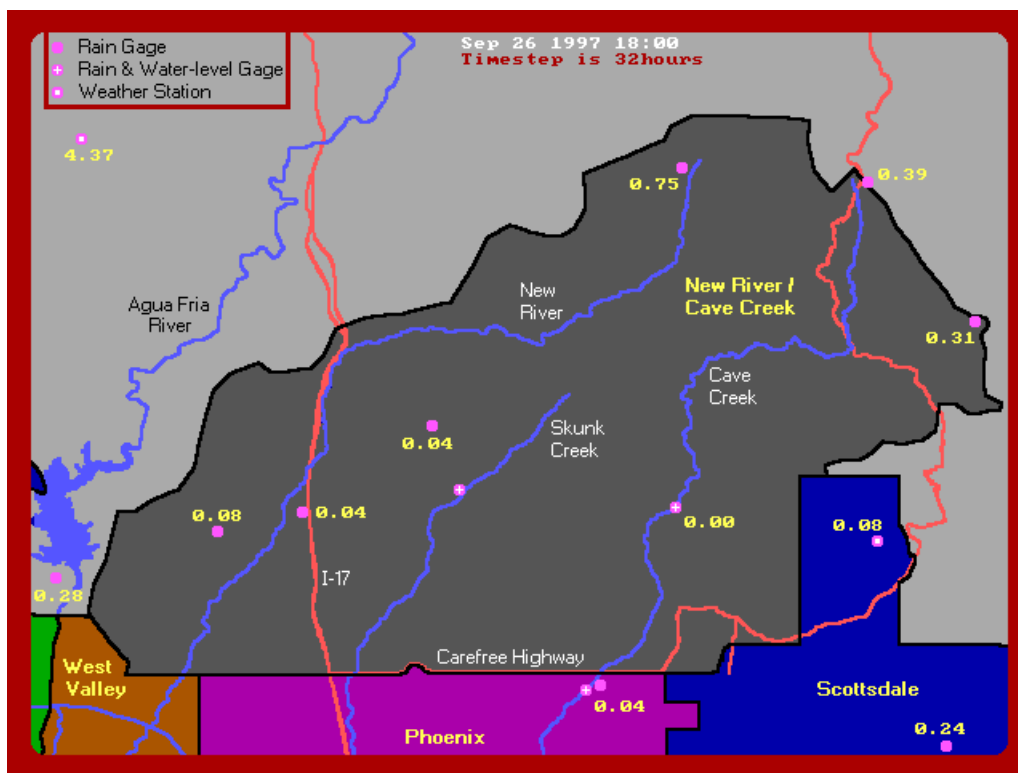 Rain Gage
Rain & Water-level Gage
Weather Station
Sep 26 1997 18:00
Timestep is 32hours
4.37
0.75
0.39
Agua Fria
River
New
River
New River /
Cave Creek
0.31
Cave
Creek
0.04
Skunk
Creek
0.08
0.04
0.00
0.08
I-17
0.28
Carefree Highway
West
Valley
Scottsdale
0.04
Phoenix
0.24